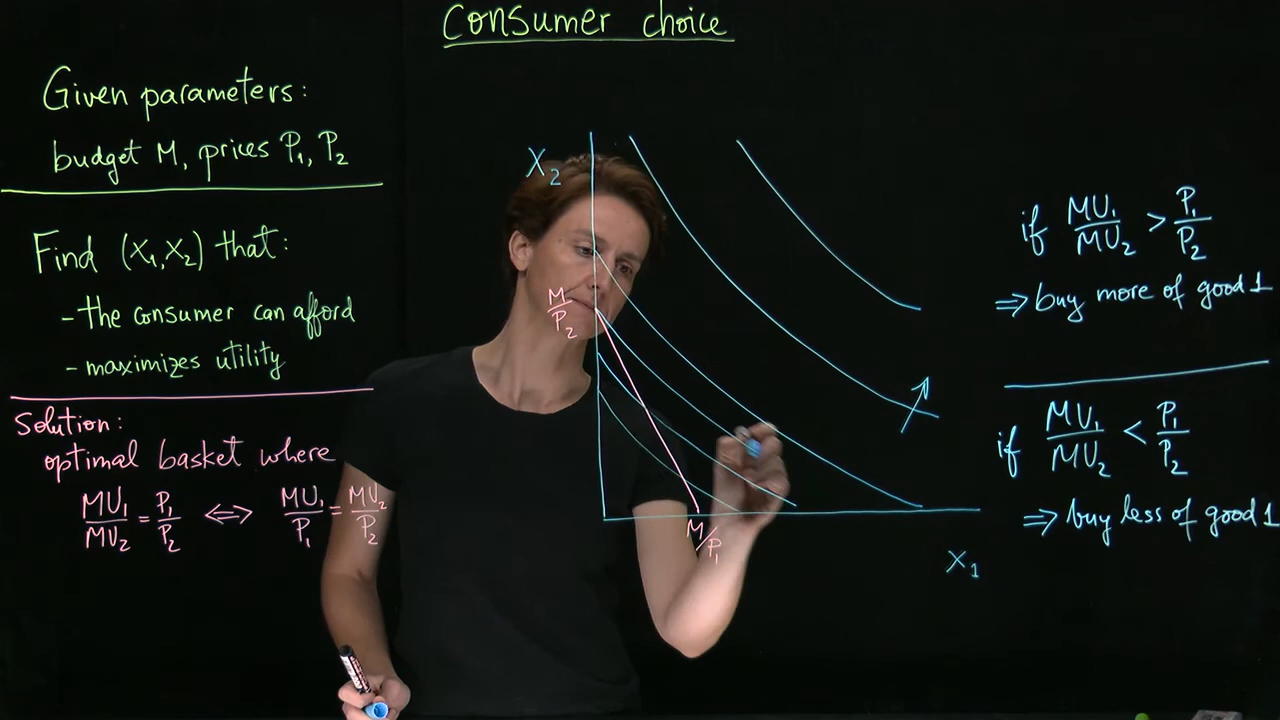 Consumer choice
Given parameters:
budget M, prices P₁, P₂
Find (X₁,X₂) that:
- the consumer can afford
- maximizes utility
Solution:
optimal basket where
MU₁/MU₂ = P₁/P₂ <=> MU₁/P₁ = MU₂/P₂
X₂
M/P₂
M/P₁
X₁
if MU₁/MU₂ > P₁/P₂
⇒ buy more of good 1
if MU₁/MU₂ < P₁/P₂
⇒ buy less of good 1